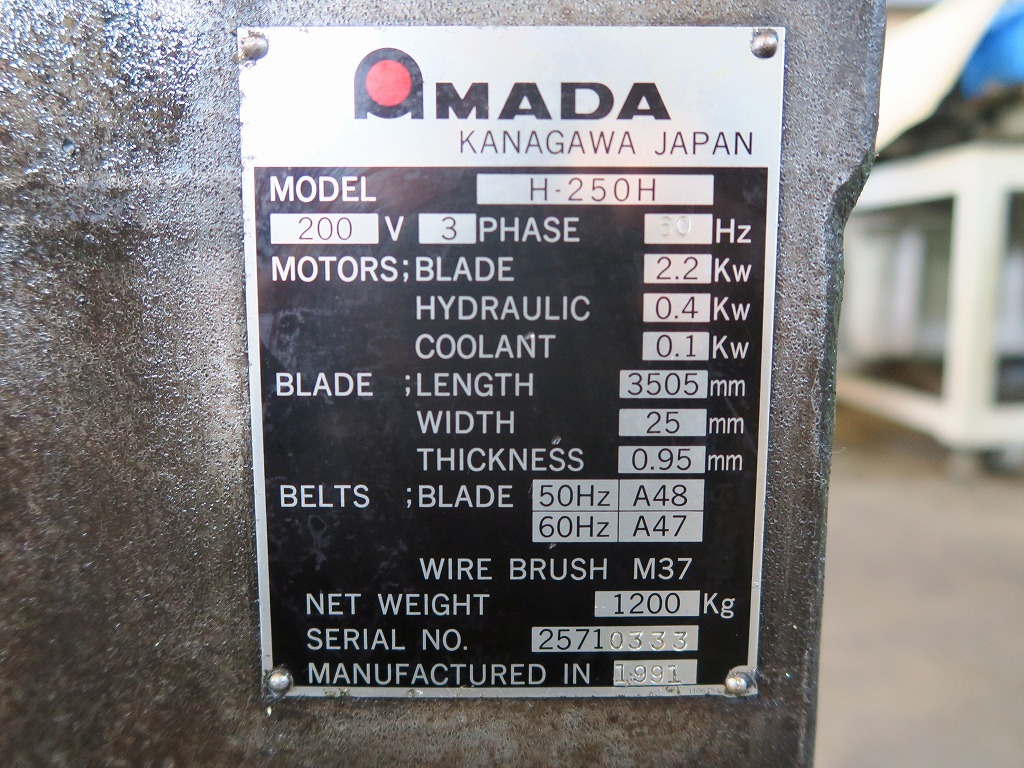 AMADA
KANAGAWA JAPAN
MODEL H-250H
200 V 3 PHASE 60 Hz
MOTORS; BLADE 2.2 Kw
HYDRAULIC 0.4 Kw
COOLANT 0.1 Kw
BLADE ; LENGTH 3505 mm
WIDTH 25 mm
THICKNESS 0.95 mm
BELTS ; BLADE 50Hz A48
60Hz A47
WIRE BRUSH M37
NET WEIGHT 1200 Kg
SERIAL NO. 25710333
MANUFACTURED IN 1991